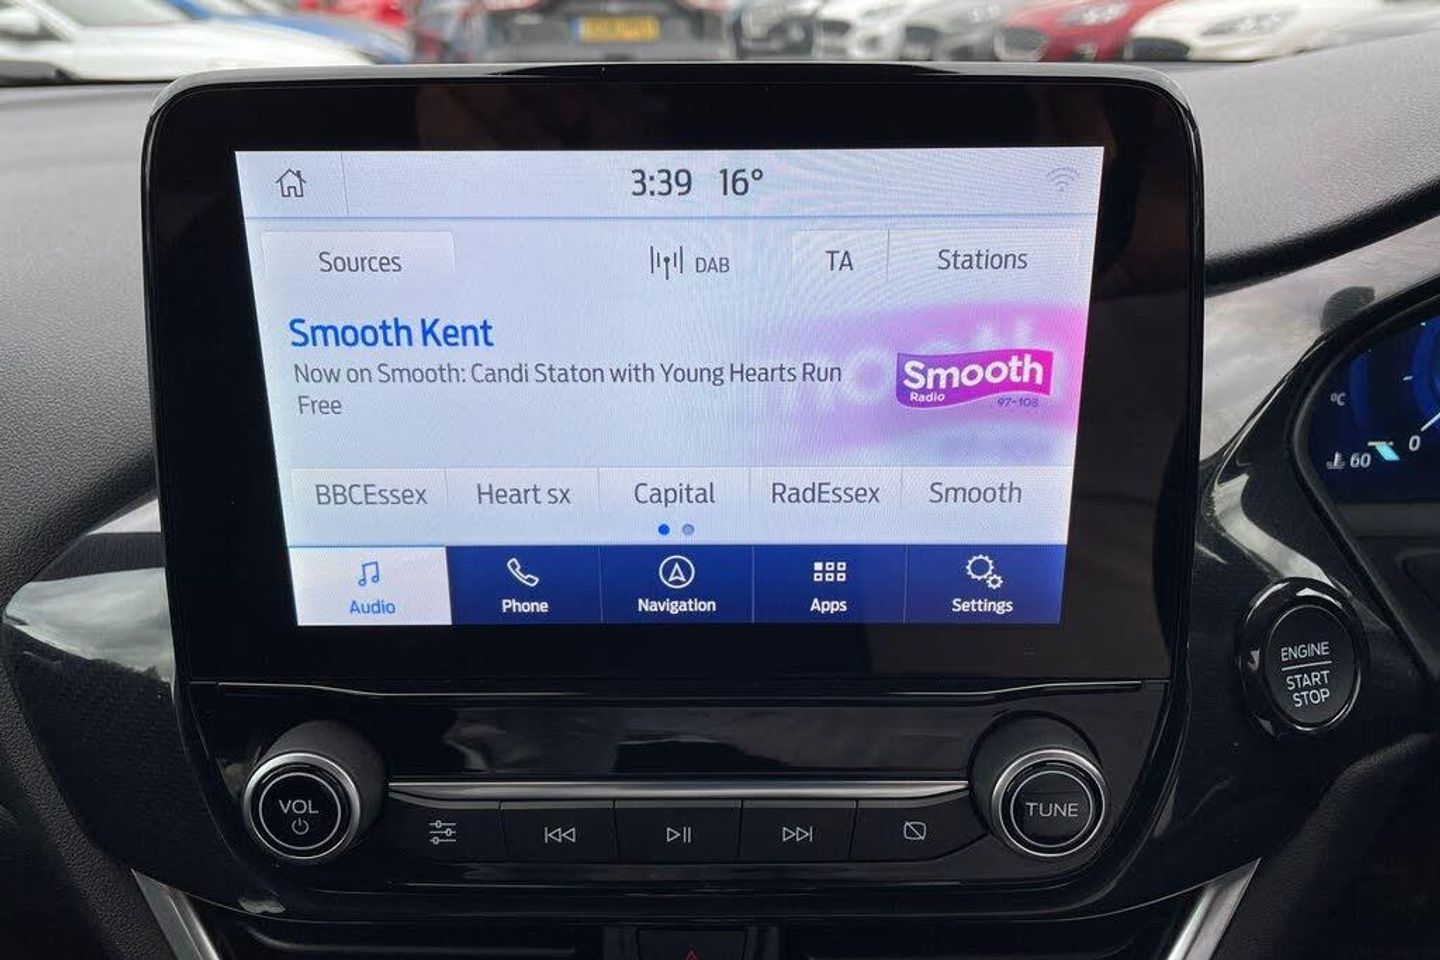 3:39 16°
Sources
DAB
TA
Stations
Smooth Kent
Now on Smooth: Candi Staton with Young Hearts Run
Free
Smooth
Radio
97-108
BBCEssex
Heart sx
Capital
RadEssex
Smooth
Audio
Phone
Navigation
Apps
Settings
°C
60
0
ENGINE
START
STOP
VOL
TUNE